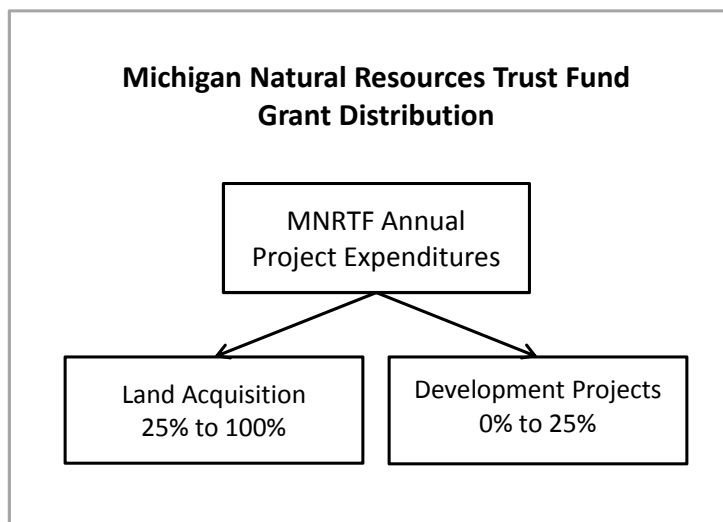 Michigan Natural Resources Trust Fund
Grant Distribution
MNRTF Annual
Project Expenditures
Land Acquisition
25% to 100%
Development Projects
0% to 25%